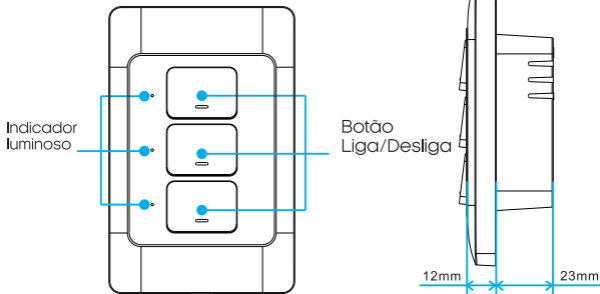 Indicador
luminoso
Botão
Liga/Desliga
12mm
23mm